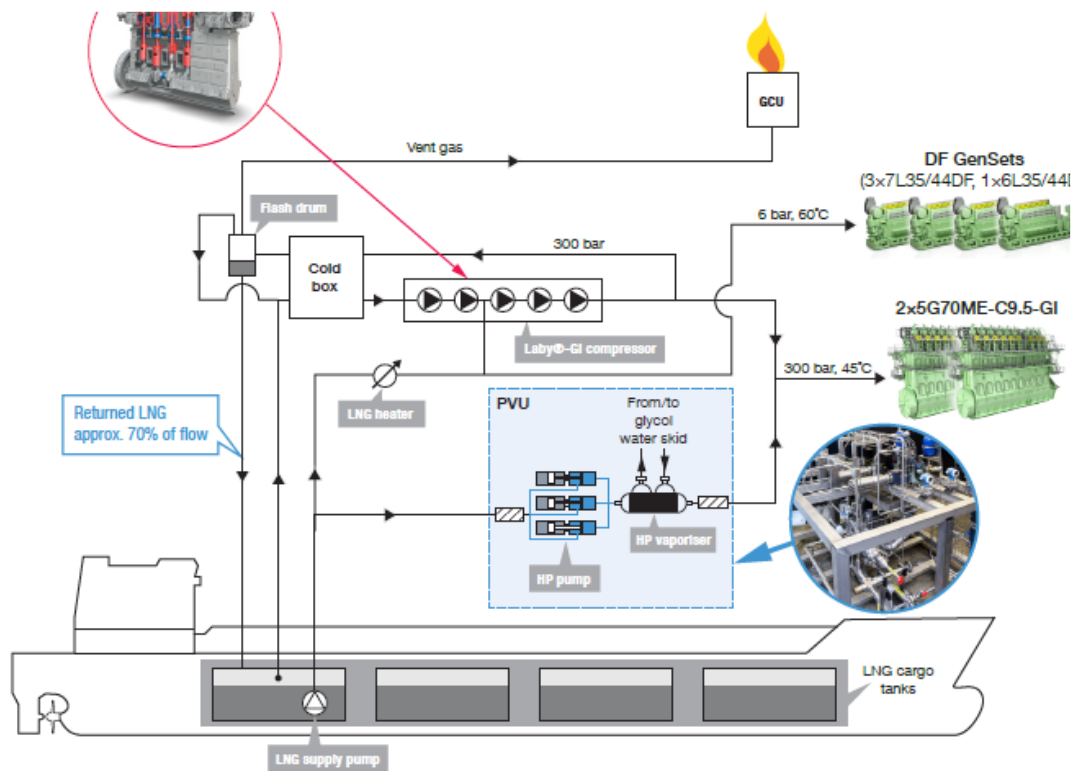 GCU
Vent gas
DF GenSets
(3×7L35/44DF, 1×6L35/44D
Flash drum
6 bar, 60°C
300 bar
Cold
box
2×5G70ME-C9.5-GI
Laby®-GI compressor
300 bar, 45°C
LNG heater
PVU
From/to
glycol
water skid
Returned LNG
approx. 70% of flow
HP vaporiser
HP pump
LNG cargo
tanks
LNG supply pump